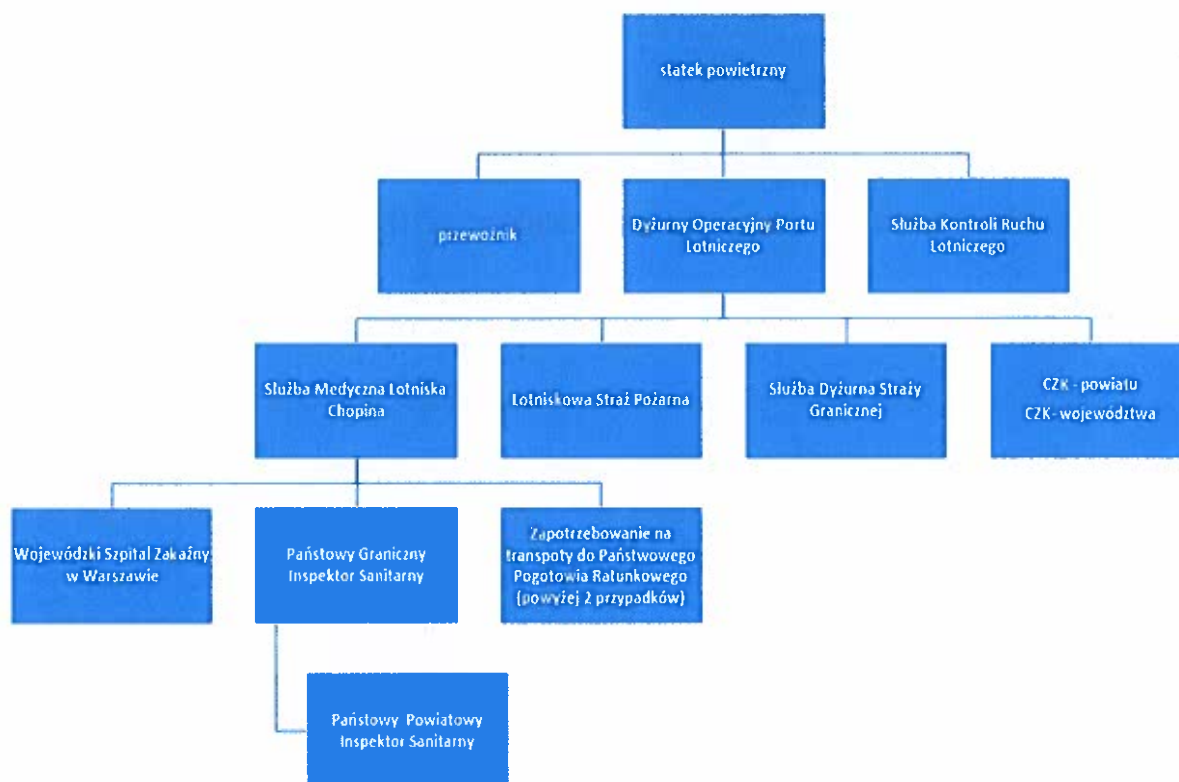 statek powietrzny
przewoźnik
Dyżurny Operacyjny Portu
Lotniczego
Służba Kontroli Ruchu
Lotniczego
Służba Medyczna Lotniska
Chopina
Lotniskowa Straż Pożarna
Służba Dyżurna Straży
Granicznej
CZK - powiatu
CZK- województwa
Wojewódzki Szpital Zakaźny
w Warszawie
Państowy Graniczny
Inspektor Sanitarny
Zapotrzebowanie na
transpoty do Państwowego
Pogotowia Ratunkowego
(powyżej 2 przypadków)
Państowy Powiatowy
Inspektor Sanitarny